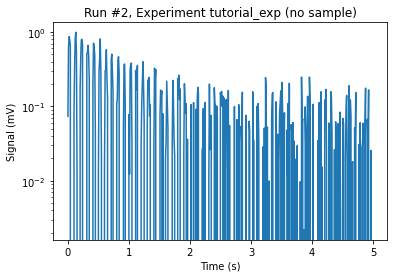 Run #2, Experiment tutorial_exp (no sample)
10⁰
10⁻¹
10⁻²
Signal (mV)
0 1 2 3 4 5
Time (s)